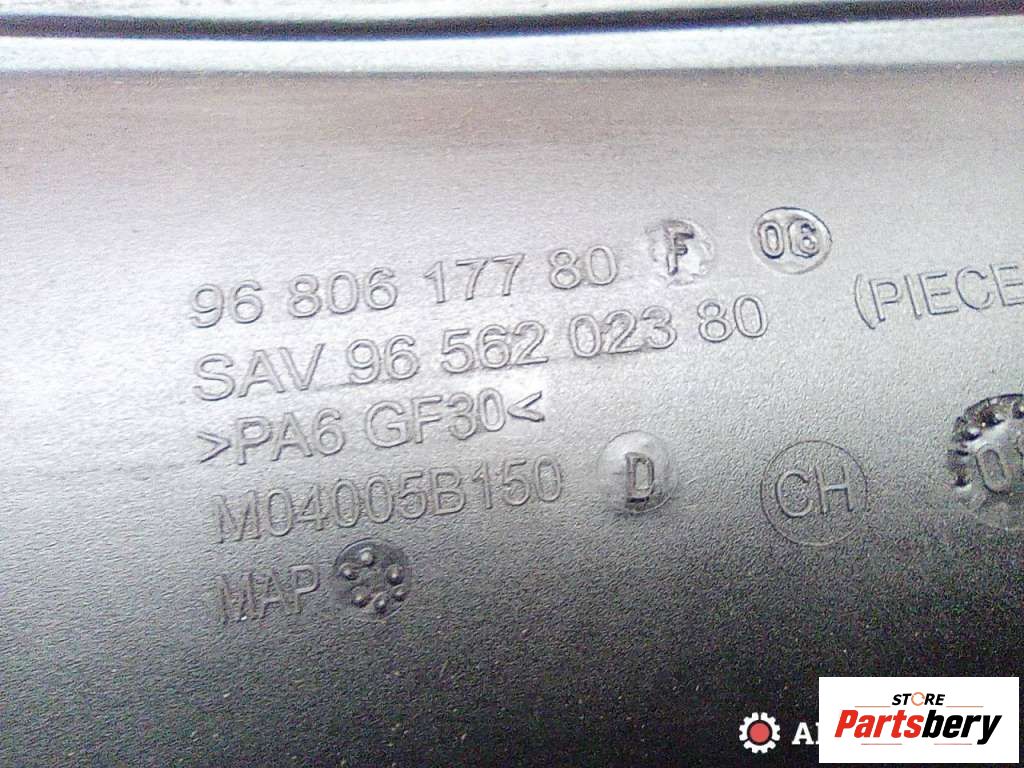 96 806 177 80 F 06
SAV 96 562 023 80 (PIECE
>PA6 GF30<
M04005B150 D CH
MAP
STORE
Partsbery